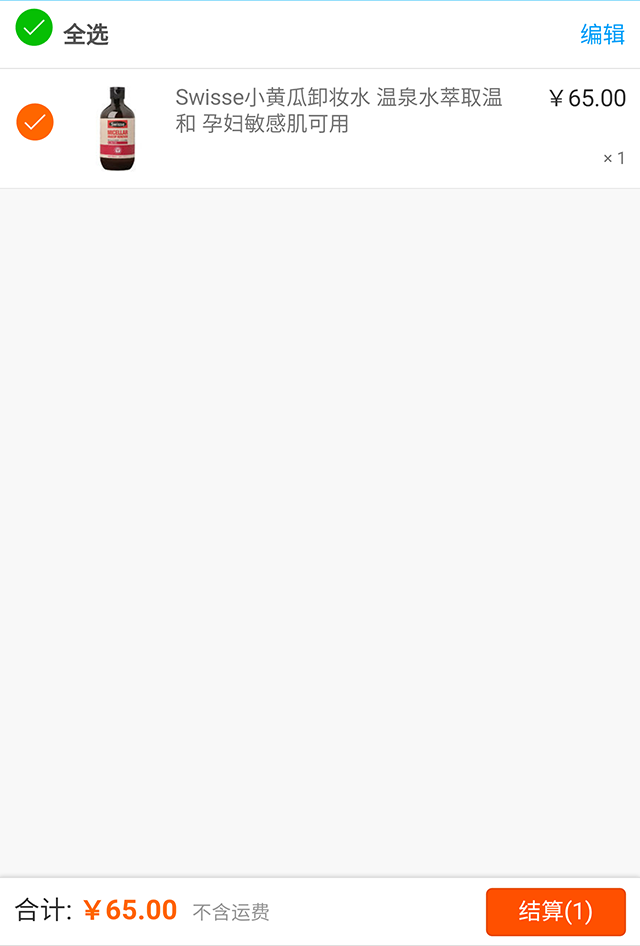 全选
编辑
Swisse小黄瓜卸妆水 温泉水萃取温
和 孕妇敏感肌可用
￥65.00
×1
Swisse
MICELLAR
合计: ￥65.00 不含运费
结算(1)